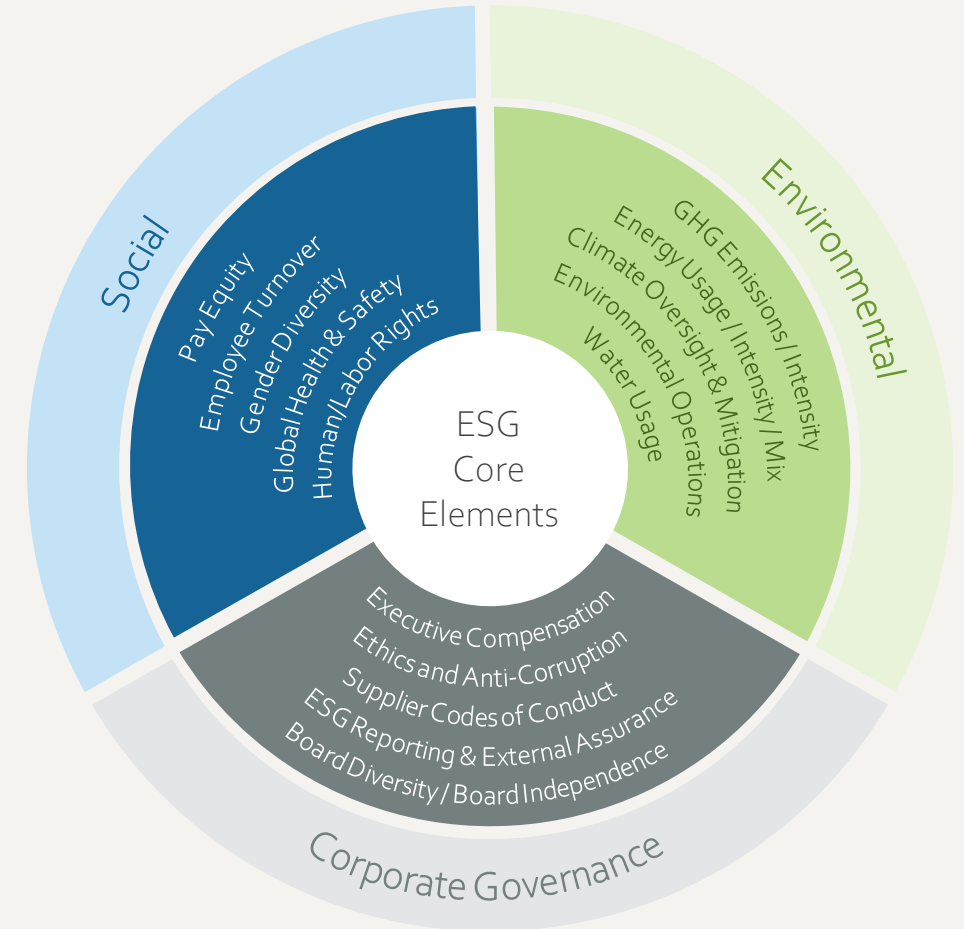 ESG
Core
Elements
Social
Pay Equity
Employee Turnover
Gender Diversity
Global Health & Safety
Human/Labor Rights
Environmental
GHG Emissions / Intensity
Energy Usage / Intensity / Mix
Climate Oversight & Mitigation
Environmental Operations
Water Usage
Executive Compensation
Ethics and Anti-Corruption
Supplier Codes of Conduct
ESG Reporting & External Assurance
Board Diversity / Board Independence
Corporate Governance